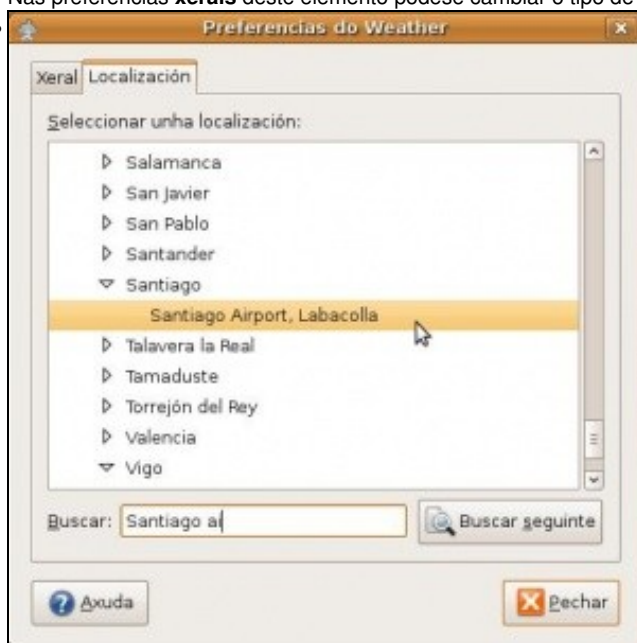 Nas preferencias xerais deste elemento pódese cambiar o tipo de
Preferencias do Weather
Xeral Localización
Seleccionar unha localización:
Salamanca
San Javier
San Pablo
Santander
Santiago
Santiago Airport, Labacolla
Talavera la Real
Tamaduste
Torrejón del Rey
Valencia
Vigo
Buscar: Santiago ai Buscar seguinte
Axuda Pechar